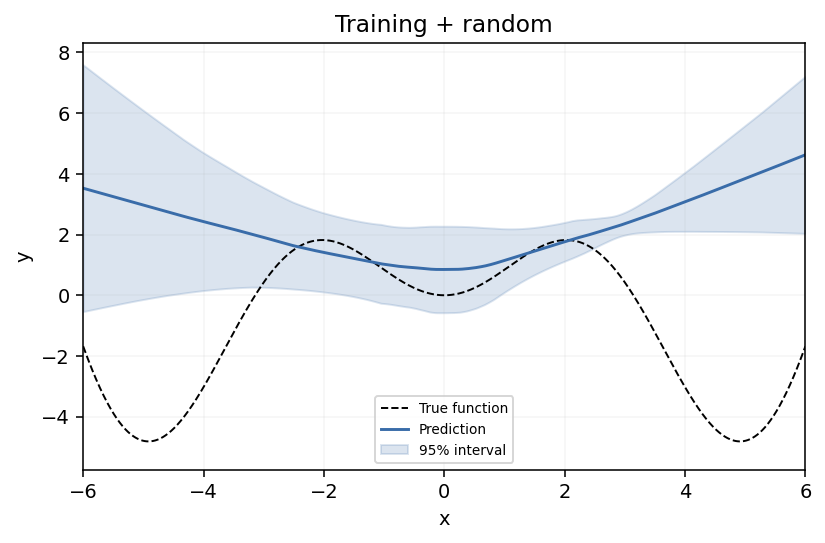 Training + random
8
6
4
2
0
−2
−4
y
−6
−4
−2
0
2
4
6
x
True function
Prediction
95% interval